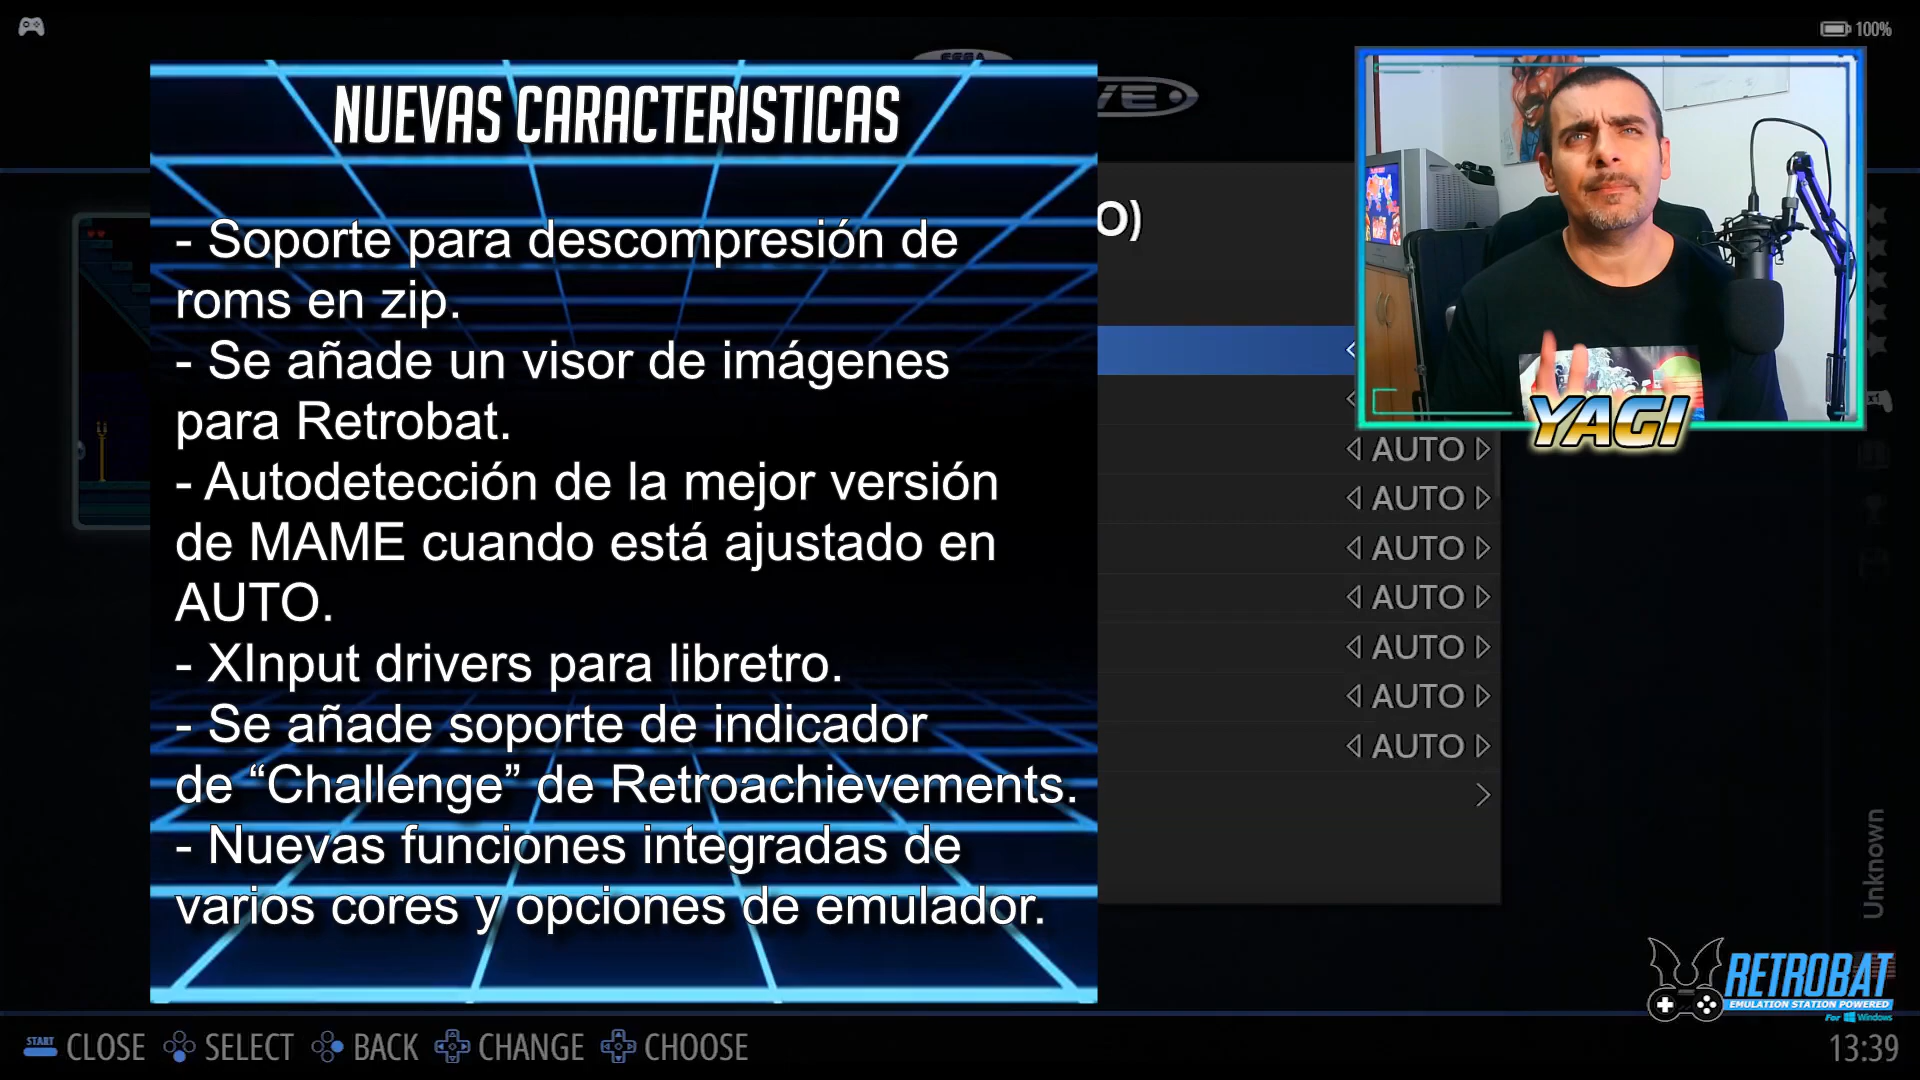 100%
SEGA
NUEVAS CARACTERISTICAS
- Soporte para descompresión de
roms en zip.
- Se añade un visor de imágenes
para Retrobat.
- Autodetección de la mejor versión
de MAME cuando está ajustado en
AUTO.
- XInput drivers para libretro.
- Se añade soporte de indicador
de “Challenge” de Retroachievements.
- Nuevas funciones integradas de
varios cores y opciones de emulador.
O)
YAGI
AUTO
AUTO
AUTO
AUTO
AUTO
AUTO
AUTO
Unknown
RETROBAT
EMULATION STATION POWERED
For Windows
START CLOSE SELECT BACK CHANGE CHOOSE
13:39